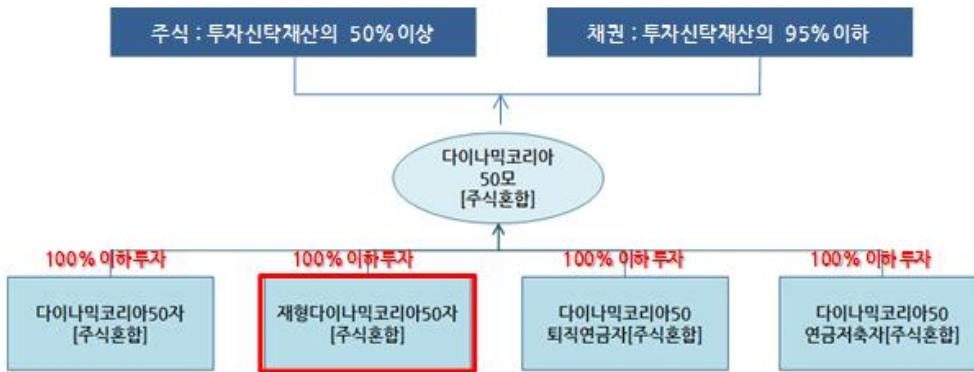 주식 : 투자신탁재산의 50%이상
채권 : 투자신탁재산의 95%이하
다이나믹코리아
50모
[주식혼합]
100%이하투자
100%이하투자
100%이하투자
100%이하투자
다이나믹코리아50자
[주식혼합]
재형다이나믹코리아50자
[주식혼합]
다이나믹코리아50
퇴직연금자[주식혼합]
다이나믹코리아50
연금저축자[주식혼합]